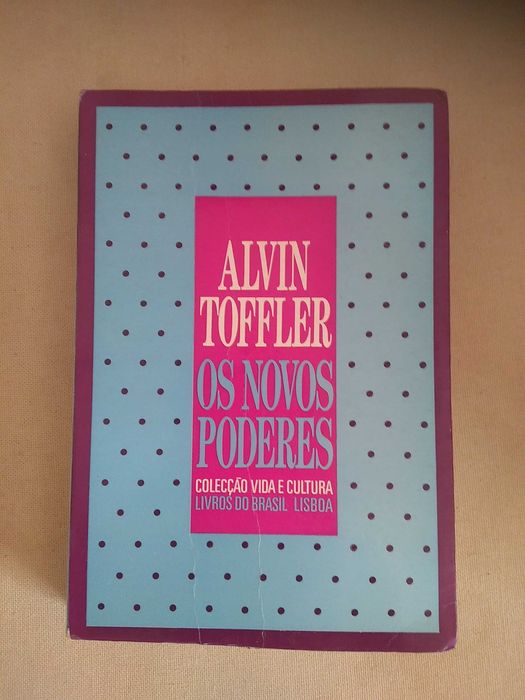 ALVIN
TOFFLER
OS NOVOS
PODERES
COLECÇÃO VIDA E CULTURA
LIVROS DO BRASIL LISBOA